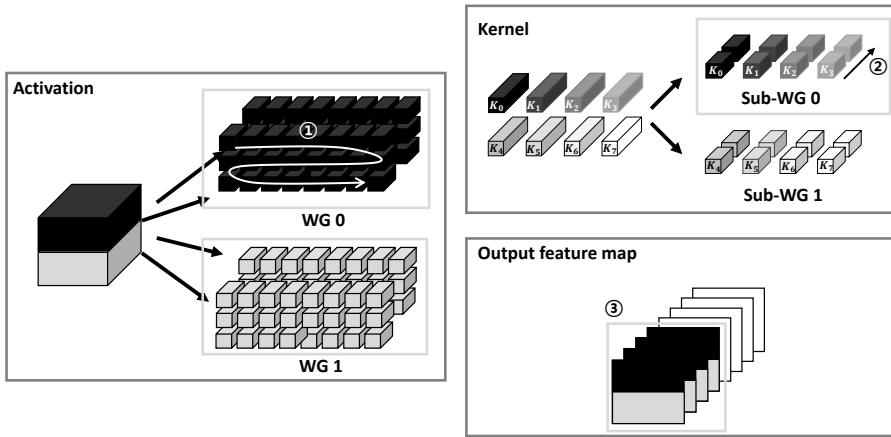 Activation
①
WG 0
WG 1
Kernel
K0 K1 K2 K3
K4 K5 K6 K7
K0 K1 K2 K3
②
Sub-WG 0
K4 K5 K6 K7
Sub-WG 1
Output feature map
③